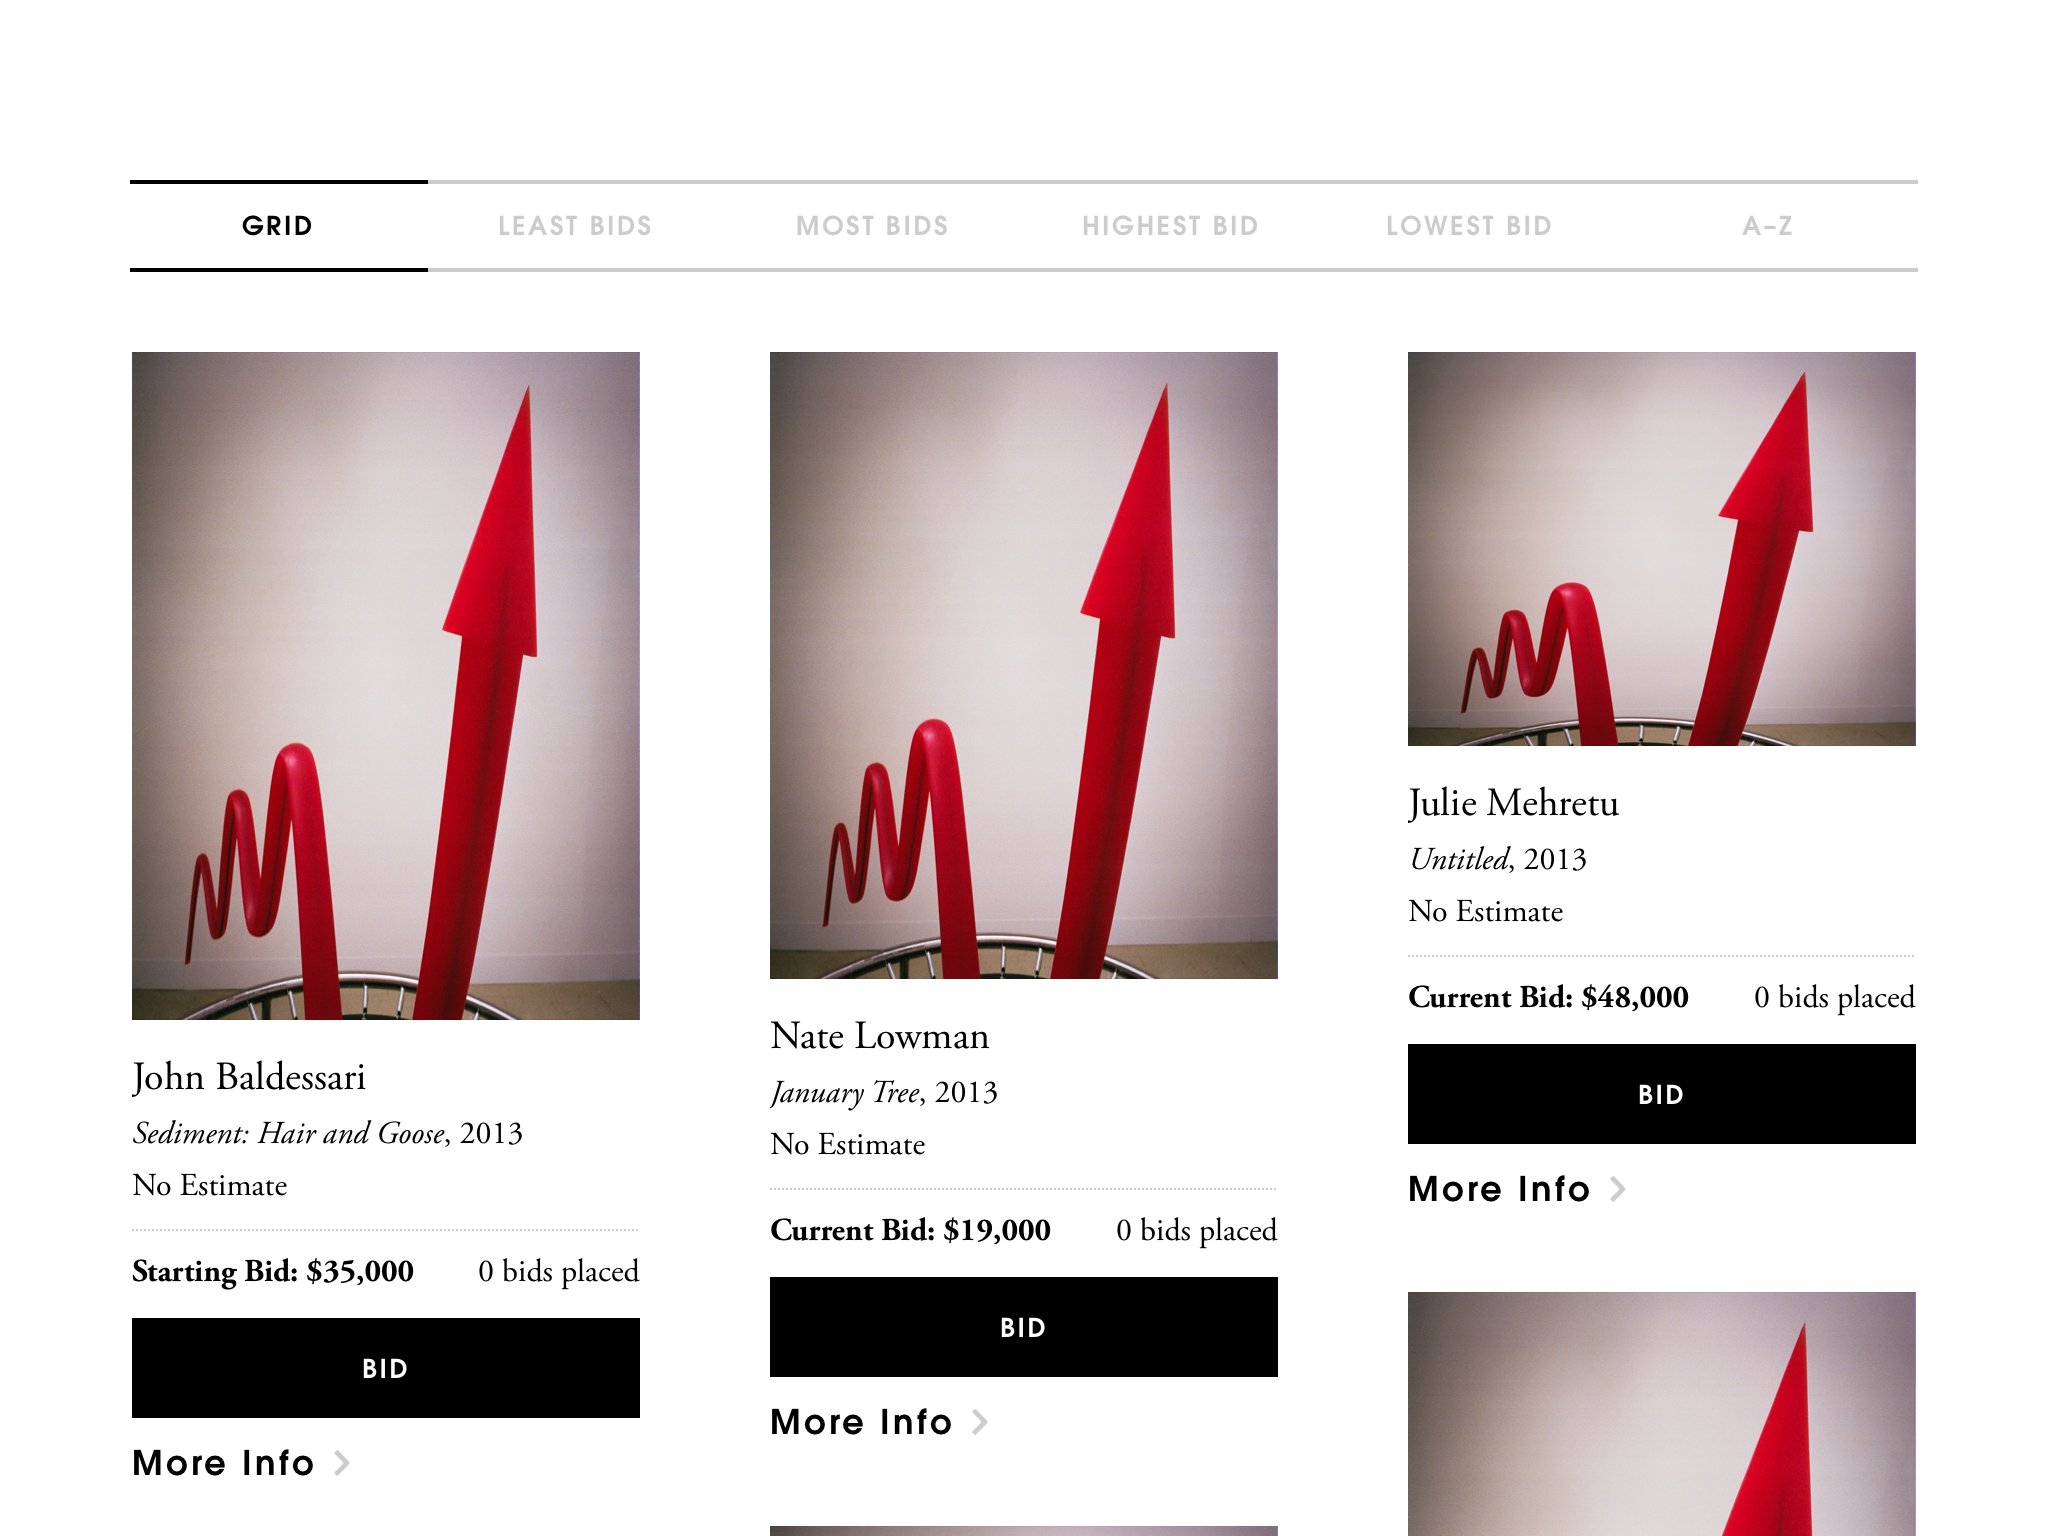 GRID LEAST BIDS MOST BIDS HIGHEST BID LOWEST BID A–Z
John Baldessari
Sediment: Hair and Goose, 2013
No Estimate
Starting Bid: $35,000 0 bids placed
BID
More Info
Nate Lowman
January Tree, 2013
No Estimate
Current Bid: $19,000 0 bids placed
BID
More Info
Julie Mehretu
Untitled, 2013
No Estimate
Current Bid: $48,000 0 bids placed
BID
More Info